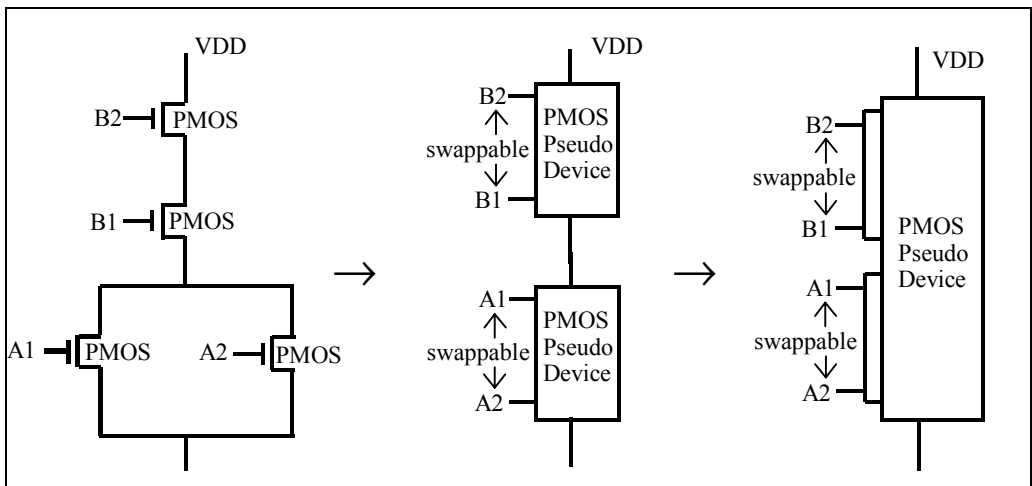 VDD
B2
PMOS
B1
PMOS
A1
PMOS
A2
PMOS
B2
swappable
B1
PMOS
Pseudo
Device
A1
swappable
A2
PMOS
Pseudo
Device
VDD
B2
swappable
B1
A1
swappable
A2
PMOS
Pseudo
Device